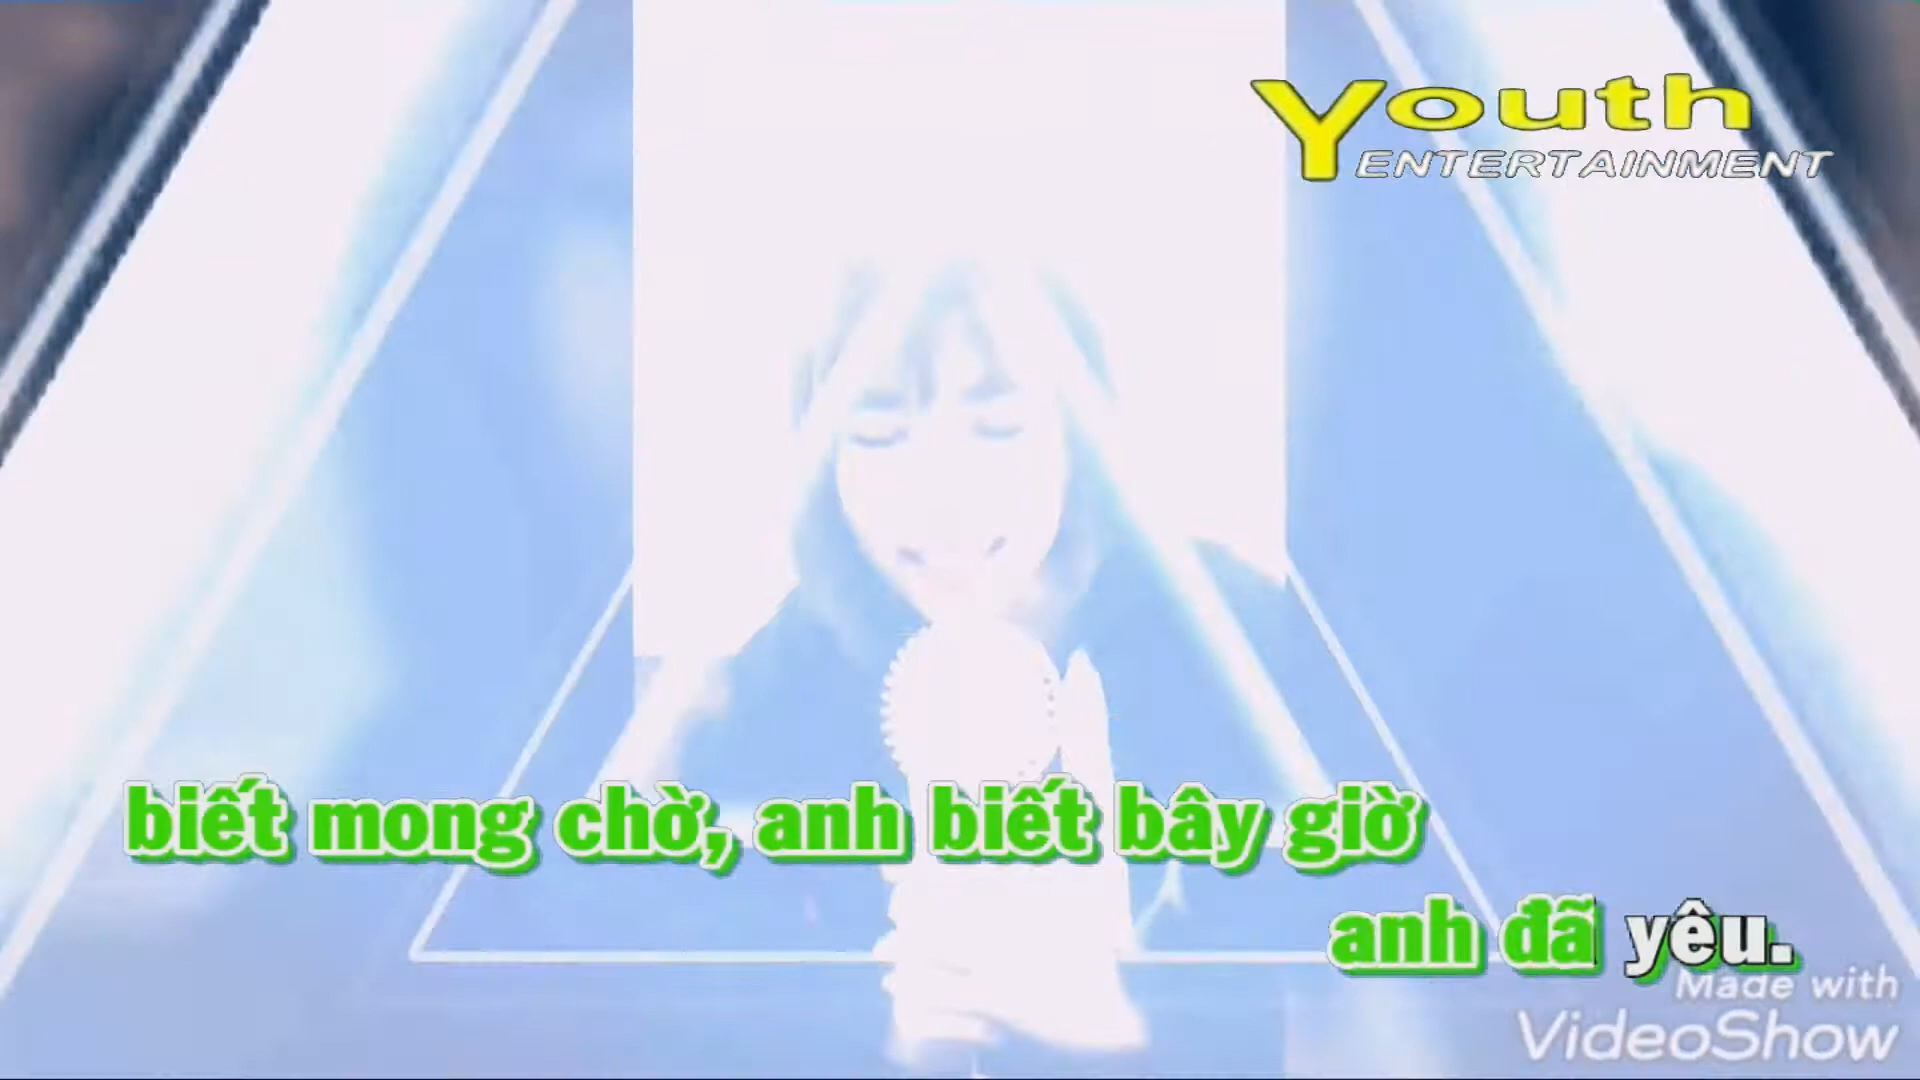 Youth
ENTERTAINMENT
biết mong chờ, anh biết bây giờ
anh đã yêu.
Made with
VideoShow